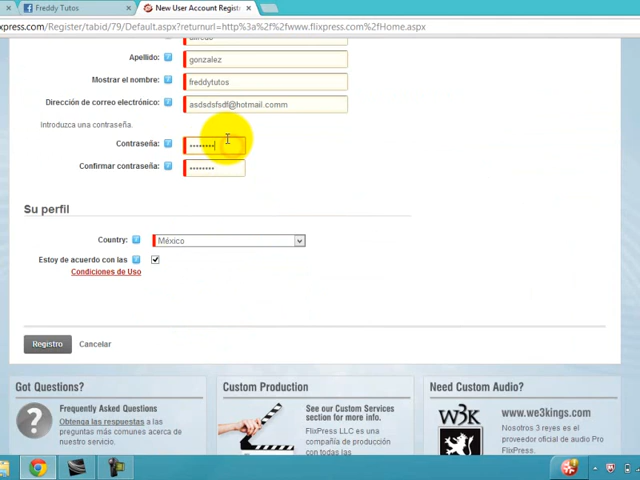 Freddy Tutos × New User Account Registr ×
xpress.com/Register/tabid/79/Default.aspx?returnurl=http%3a%2f%2fwww.flixpress.com%2fHome.aspx
Apellido: gonzalez
Mostrar el nombre: freddytutos
Dirección de correo electrónico: asdsdsfsdf@hotmail.comm
Introduzca una contraseña.
Contraseña: ••••••••
Confirmar contraseña: ••••••••
Su perfil
Country: México
Estoy de acuerdo con las
Condiciones de Uso
Registro Cancelar
Got Questions?
Frequently Asked Questions
Obtenga las respuestas a las
preguntas más comunes acerca de
nuestro servicio.
Custom Production
See our Custom Services
section for more info.
FlixPress LLC es una
compañía de producción
con todas las
Need Custom Audio?
W3K
www.we3kings.com
Nosotros 3 reyes es el
proveedor oficial de audio Pro
FlixPress.